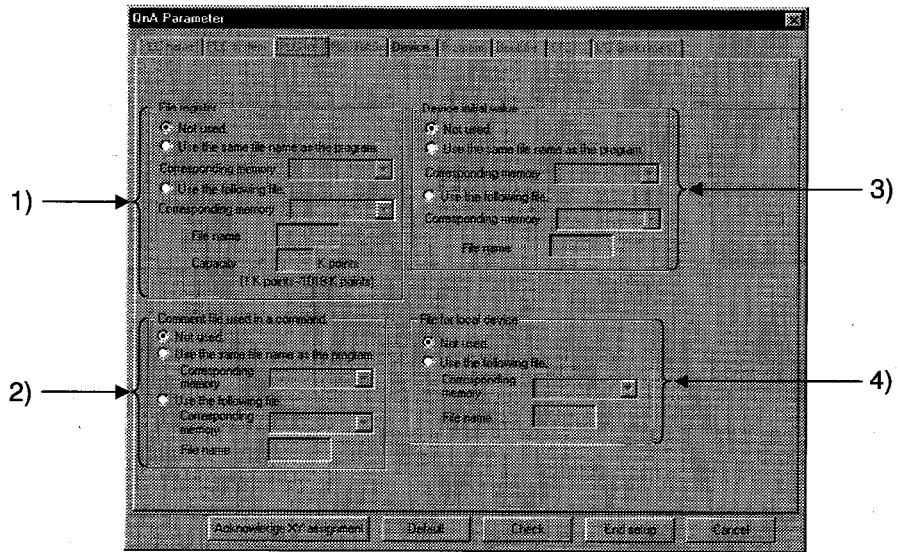 QnA Parameter
PLC file
Device
1)
File register
Not used.
Use the same file name as the program
Corresponding memory
Use the following file.
Corresponding memory
File name
Capacity K points
(1 K points-1018K points)
Device initial value
Not used.
Use the same file name as the program
Corresponding memory
Use the following file.
Corresponding memory
File name
3)
2)
Comment file used in a command
Not used
Use the same file name as the program
Corresponding
memory
Use the following file
Corresponding
memory
File name
File for local device
Not used.
Use the following file.
Corresponding
memory
File name
4)
Acknowledge XY assignment Default Check End setup Cancel